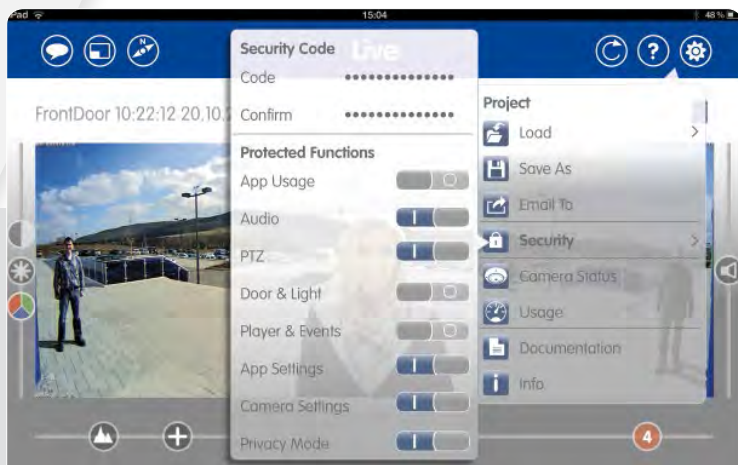 Pad 15:04 48 %
Live
FrontDoor 10:22:12 20.10.2
Security Code
Code ••••••••••••••
Confirm ••••••••••••••
Protected Functions
App Usage
Audio
PTZ
Door & Light
Player & Events
App Settings
Camera Settings
Privacy Mode
Project
Load
Save As
Email To
Security
Camera Status
Usage
Documentation
Info
4